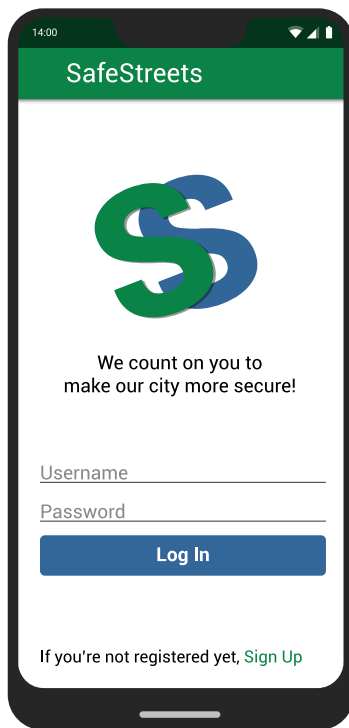 14:00
SafeStreets
SS
We count on you to
make our city more secure!
Username
Password
Log In
If you're not registered yet, Sign Up